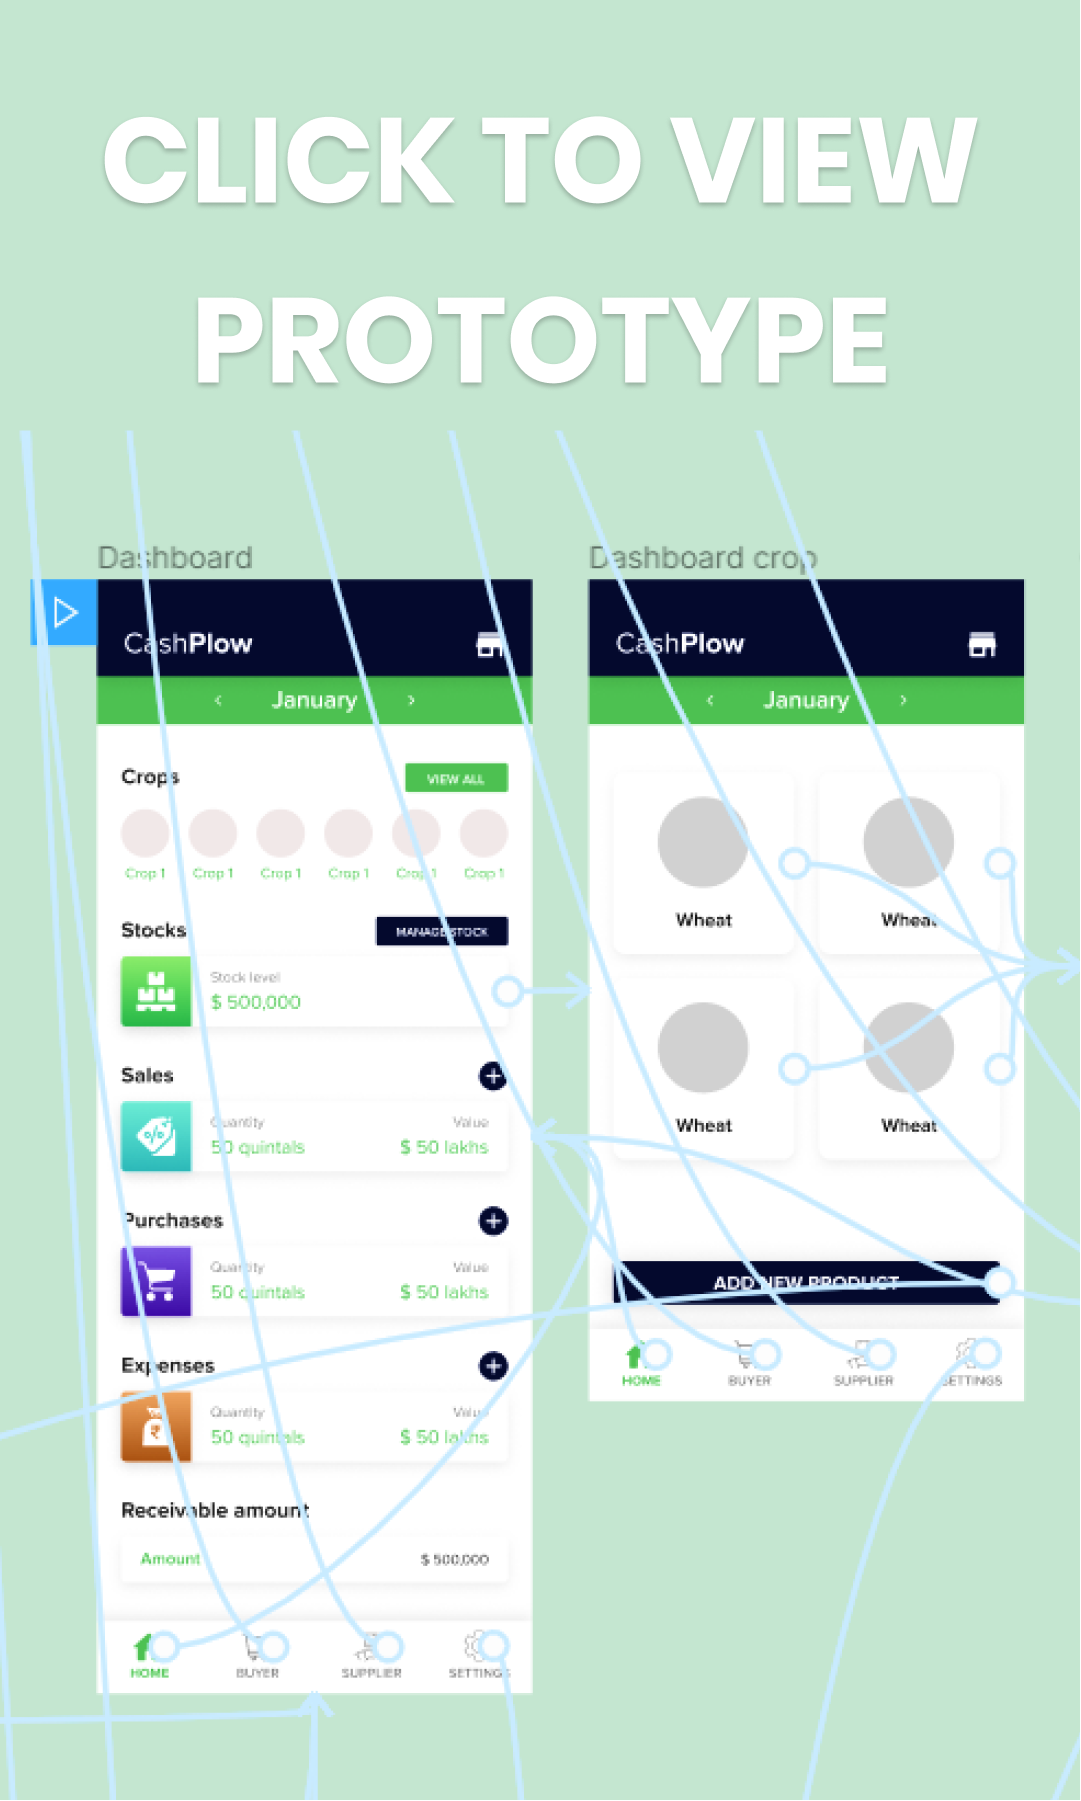 CLICK TO VIEW
PROTOTYPE
Dashboard
CashPlow
‹ January ›
Crops
VIEW ALL
Crop 1 Crop 1 Crop 1 Crop 1 Crop 1 Crop 1
Stocks
MANAGE STOCK
Stock level
$ 500,000
Sales
Quantity Value
50 quintals $ 50 lakhs
Purchases
Quantity Value
50 quintals $ 50 lakhs
Expenses
Quantity Value
50 quintals $ 50 lakhs
Receivable amount
Amount $ 500,000
HOME BUYER SUPPLIER SETTINGS
Dashboard crop
CashPlow
‹ January ›
Wheat Wheat
Wheat Wheat
ADD NEW PRODUCT
HOME BUYER SUPPLIER SETTINGS